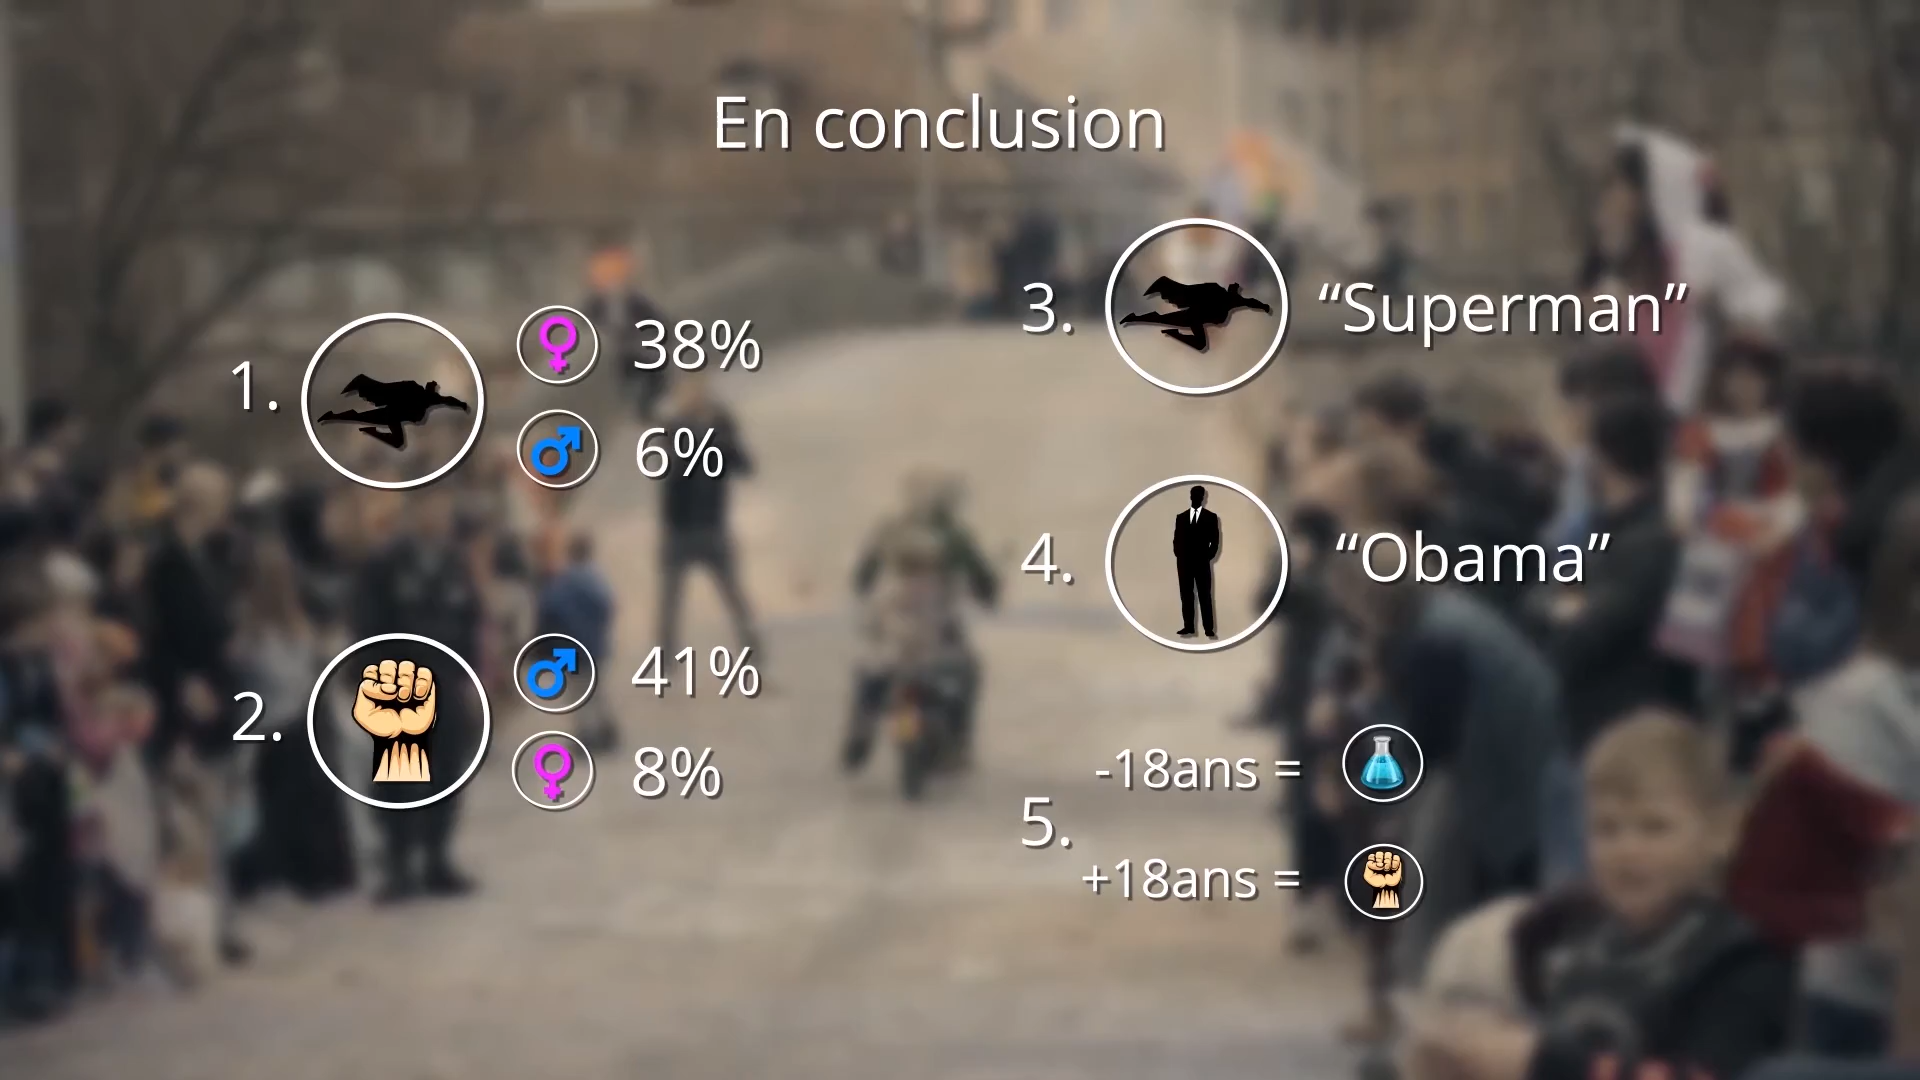 En conclusion
1.
38%
6%
2.
41%
8%
3. “Superman”
4. “Obama”
5.
-18ans =
+18ans =